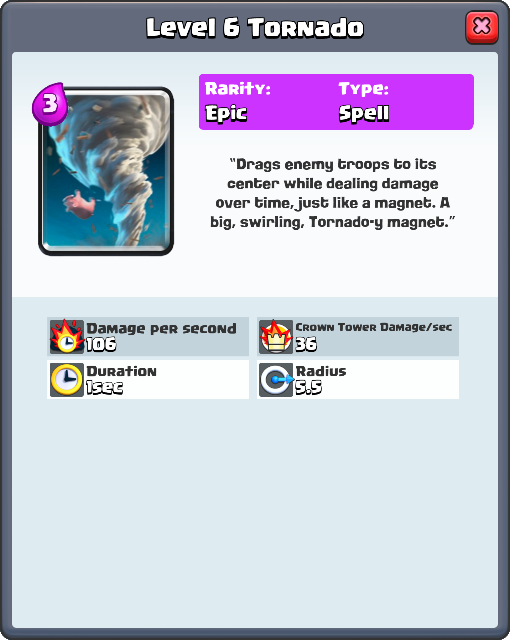 Level 6 Tornado
3
Rarity: Type:
Epic Spell
"Drags enemy troops to its
center while dealing damage
over time, just like a magnet. A
big, swirling, Tornado-y magnet."
Damage per second
106
Crown Tower Damage/sec
36
Duration
1sec
Radius
5.5